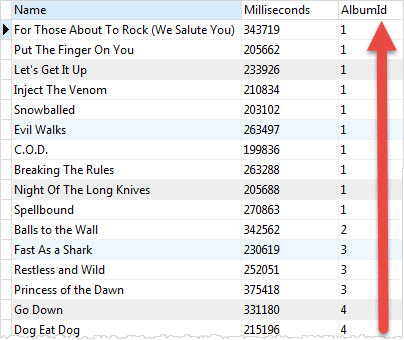 Name Milliseconds AlbumId
For Those About To Rock (We Salute You) 343719 1
Put The Finger On You 205662 1
Let's Get It Up 233926 1
Inject The Venom 210834 1
Snowballed 203102 1
Evil Walks 263497 1
C.O.D. 199836 1
Breaking The Rules 263288 1
Night Of The Long Knives 205688 1
Spellbound 270863 1
Balls to the Wall 342562 2
Fast As a Shark 230619 3
Restless and Wild 252051 3
Princess of the Dawn 375418 3
Go Down 331180 4
Dog Eat Dog 215196 4